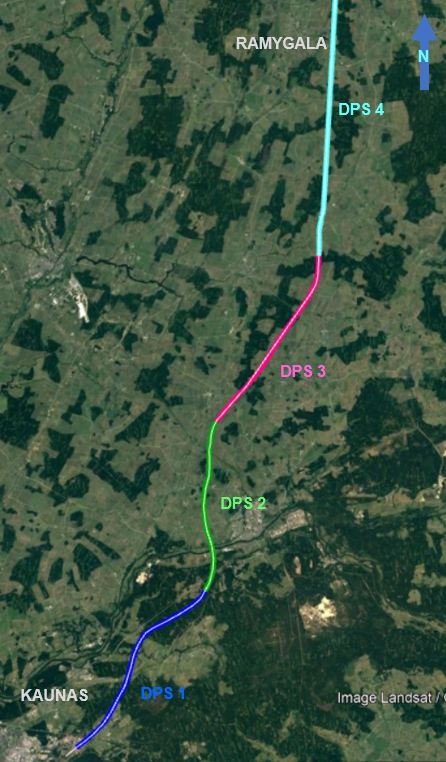 RAMYGALA
N
DPS 4
DPS 3
DPS 2
KAUNAS
DPS 1
Image Landsat /